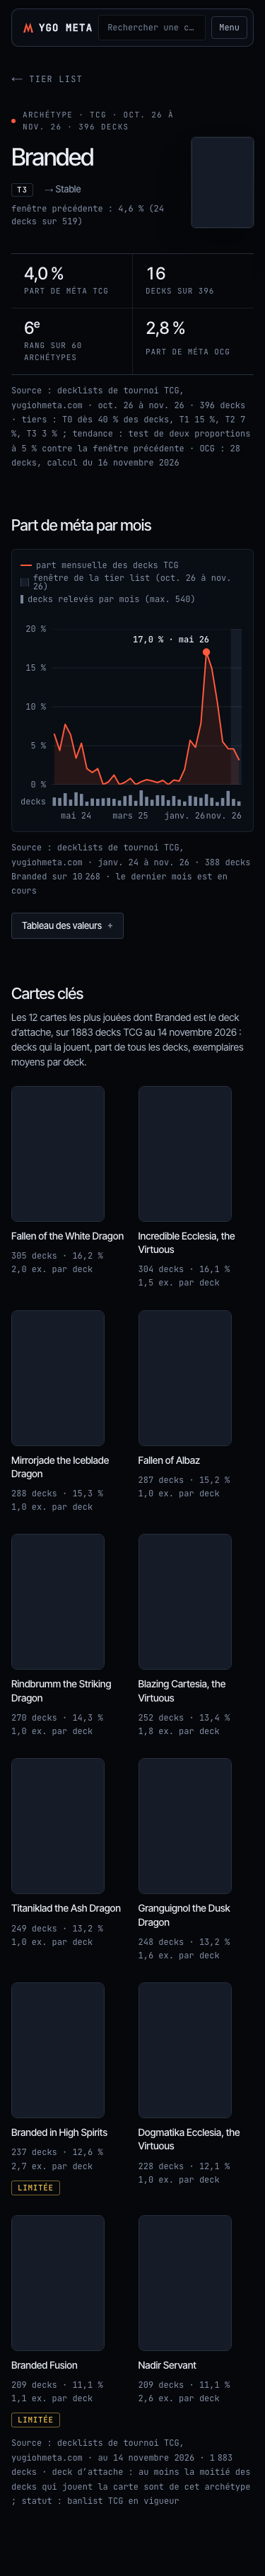 YGO META
Rechercher une c…
Menu
← TIER LIST
ARCHÉTYPE · TCG · OCT. 26 À
NOV. 26 · 396 DECKS
Branded
T3
→ Stable
fenêtre précédente : 4,6 % (24
decks sur 519)
4,0 %
PART DE MÉTA TCG
16
DECKS SUR 396
6e
RANG SUR 60
ARCHÉTYPES
2,8 %
PART DE MÉTA OCG
Source : decklists de tournoi TCG,
yugiohmeta.com · oct. 26 à nov. 26 · 396 decks
· tiers : T0 dès 40 % des decks, T1 15 %, T2 7
%, T3 3 % ; tendance : test de deux proportions
à 5 % contre la fenêtre précédente · OCG : 28
decks, calcul du 16 novembre 2026
Part de méta par mois
part mensuelle des decks TCG
fenêtre de la tier list (oct. 26 à nov.
26)
decks relevés par mois (max. 540)
20 %
17,0 % · mai 26
15 %
10 %
5 %
0 %
decks
mai 24
mars 25
janv. 26
nov. 26
Source : decklists de tournoi TCG,
yugiohmeta.com · janv. 24 à nov. 26 · 388 decks
Branded sur 10 268 · le dernier mois est en
cours
Tableau des valeurs +
Cartes clés
Les 12 cartes les plus jouées dont Branded est le deck
d’attache, sur 1 883 decks TCG au 14 novembre 2026 :
decks qui la jouent, part de tous les decks, exemplaires
moyens par deck.
Fallen of the White Dragon
305 decks · 16,2 %
2,0 ex. par deck
Incredible Ecclesia, the
Virtuous
304 decks · 16,1 %
1,5 ex. par deck
Mirrorjade the Iceblade
Dragon
288 decks · 15,3 %
1,0 ex. par deck
Fallen of Albaz
287 decks · 15,2 %
1,0 ex. par deck
Rindbrumm the Striking
Dragon
270 decks · 14,3 %
1,0 ex. par deck
Blazing Cartesia, the
Virtuous
252 decks · 13,4 %
1,8 ex. par deck
Titaniklad the Ash Dragon
249 decks · 13,2 %
1,0 ex. par deck
Granguignol the Dusk
Dragon
248 decks · 13,2 %
1,6 ex. par deck
Branded in High Spirits
237 decks · 12,6 %
2,7 ex. par deck
LIMITÉE
Dogmatika Ecclesia, the
Virtuous
228 decks · 12,1 %
1,0 ex. par deck
Branded Fusion
209 decks · 11,1 %
1,1 ex. par deck
LIMITÉE
Nadir Servant
209 decks · 11,1 %
2,6 ex. par deck
Source : decklists de tournoi TCG,
yugiohmeta.com · au 14 novembre 2026 · 1 883
decks · deck d’attache : au moins la moitié des
decks qui jouent la carte sont de cet archétype
; statut : banlist TCG en vigueur